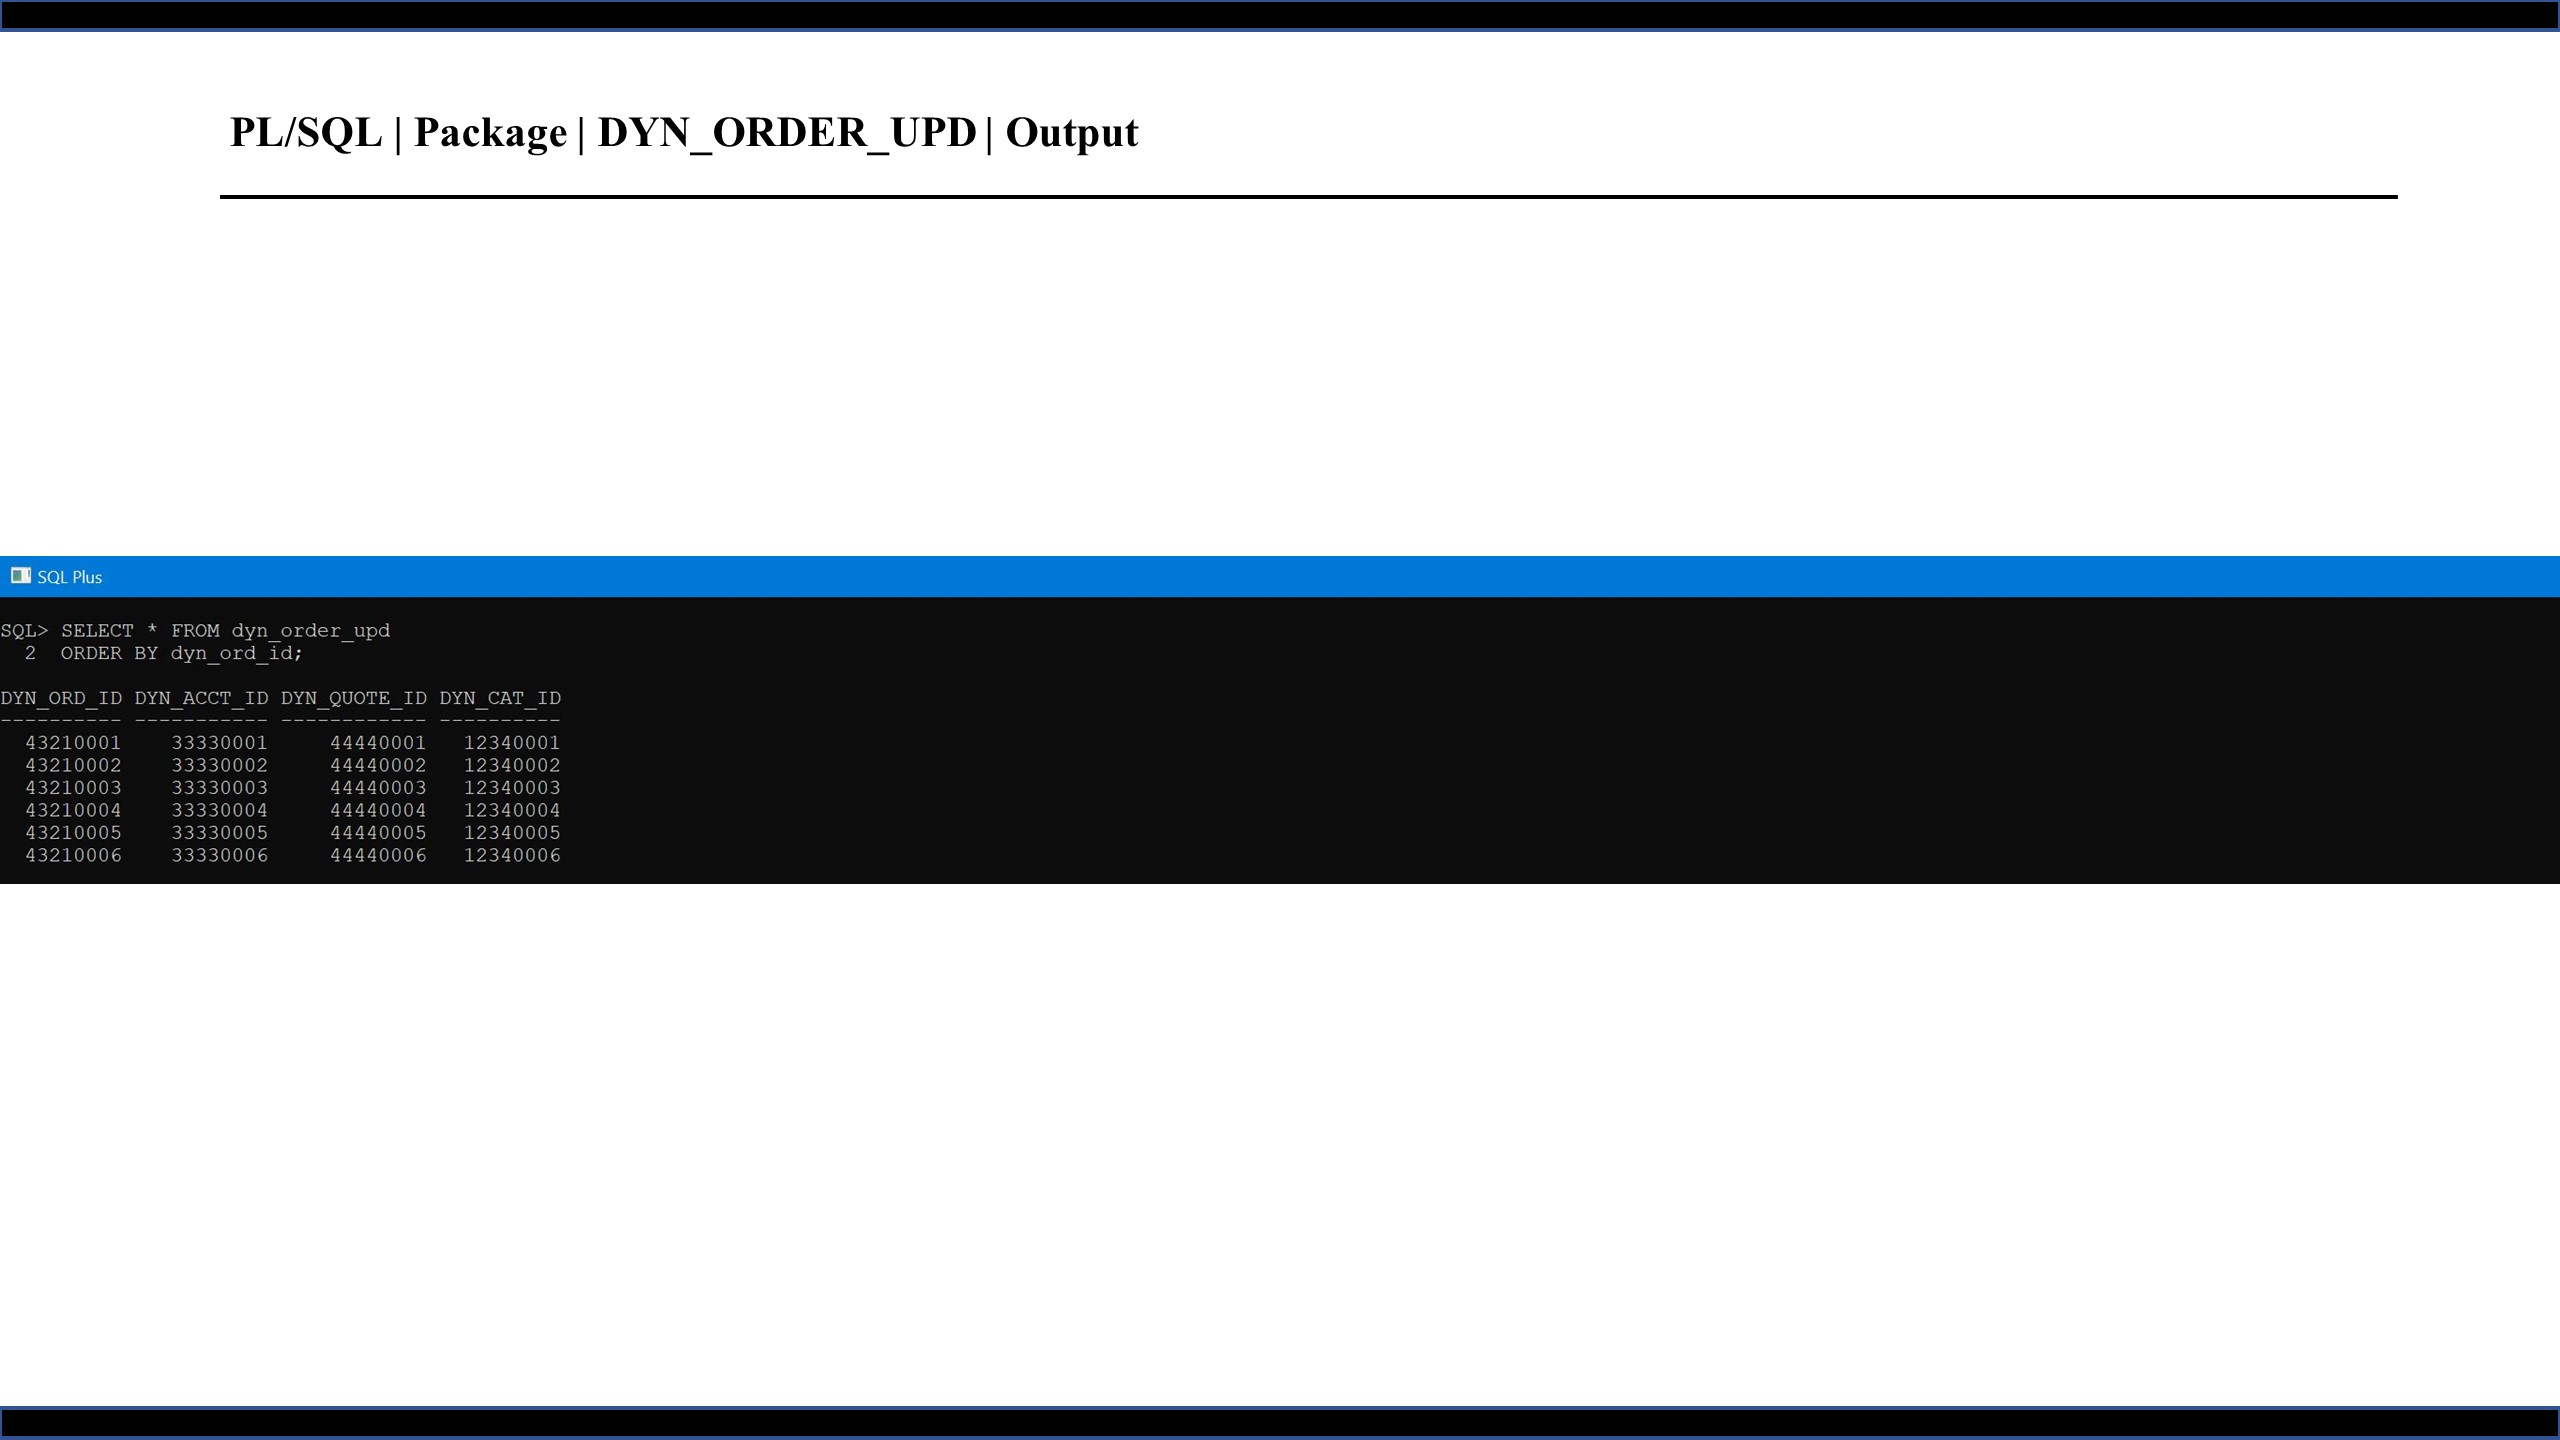 PL/SQL | Package | DYN_ORDER_UPD | Output
SQL Plus
SQL> SELECT * FROM dyn_order_upd
  2  ORDER BY dyn_ord_id;
DYN_ORD_ID DYN_ACCT_ID DYN_QUOTE_ID DYN_CAT_ID
---------- ----------- ------------ ----------
  43210001    33330001     44440001   12340001
  43210002    33330002     44440002   12340002
  43210003    33330003     44440003   12340003
  43210004    33330004     44440004   12340004
  43210005    33330005     44440005   12340005
  43210006    33330006     44440006   12340006